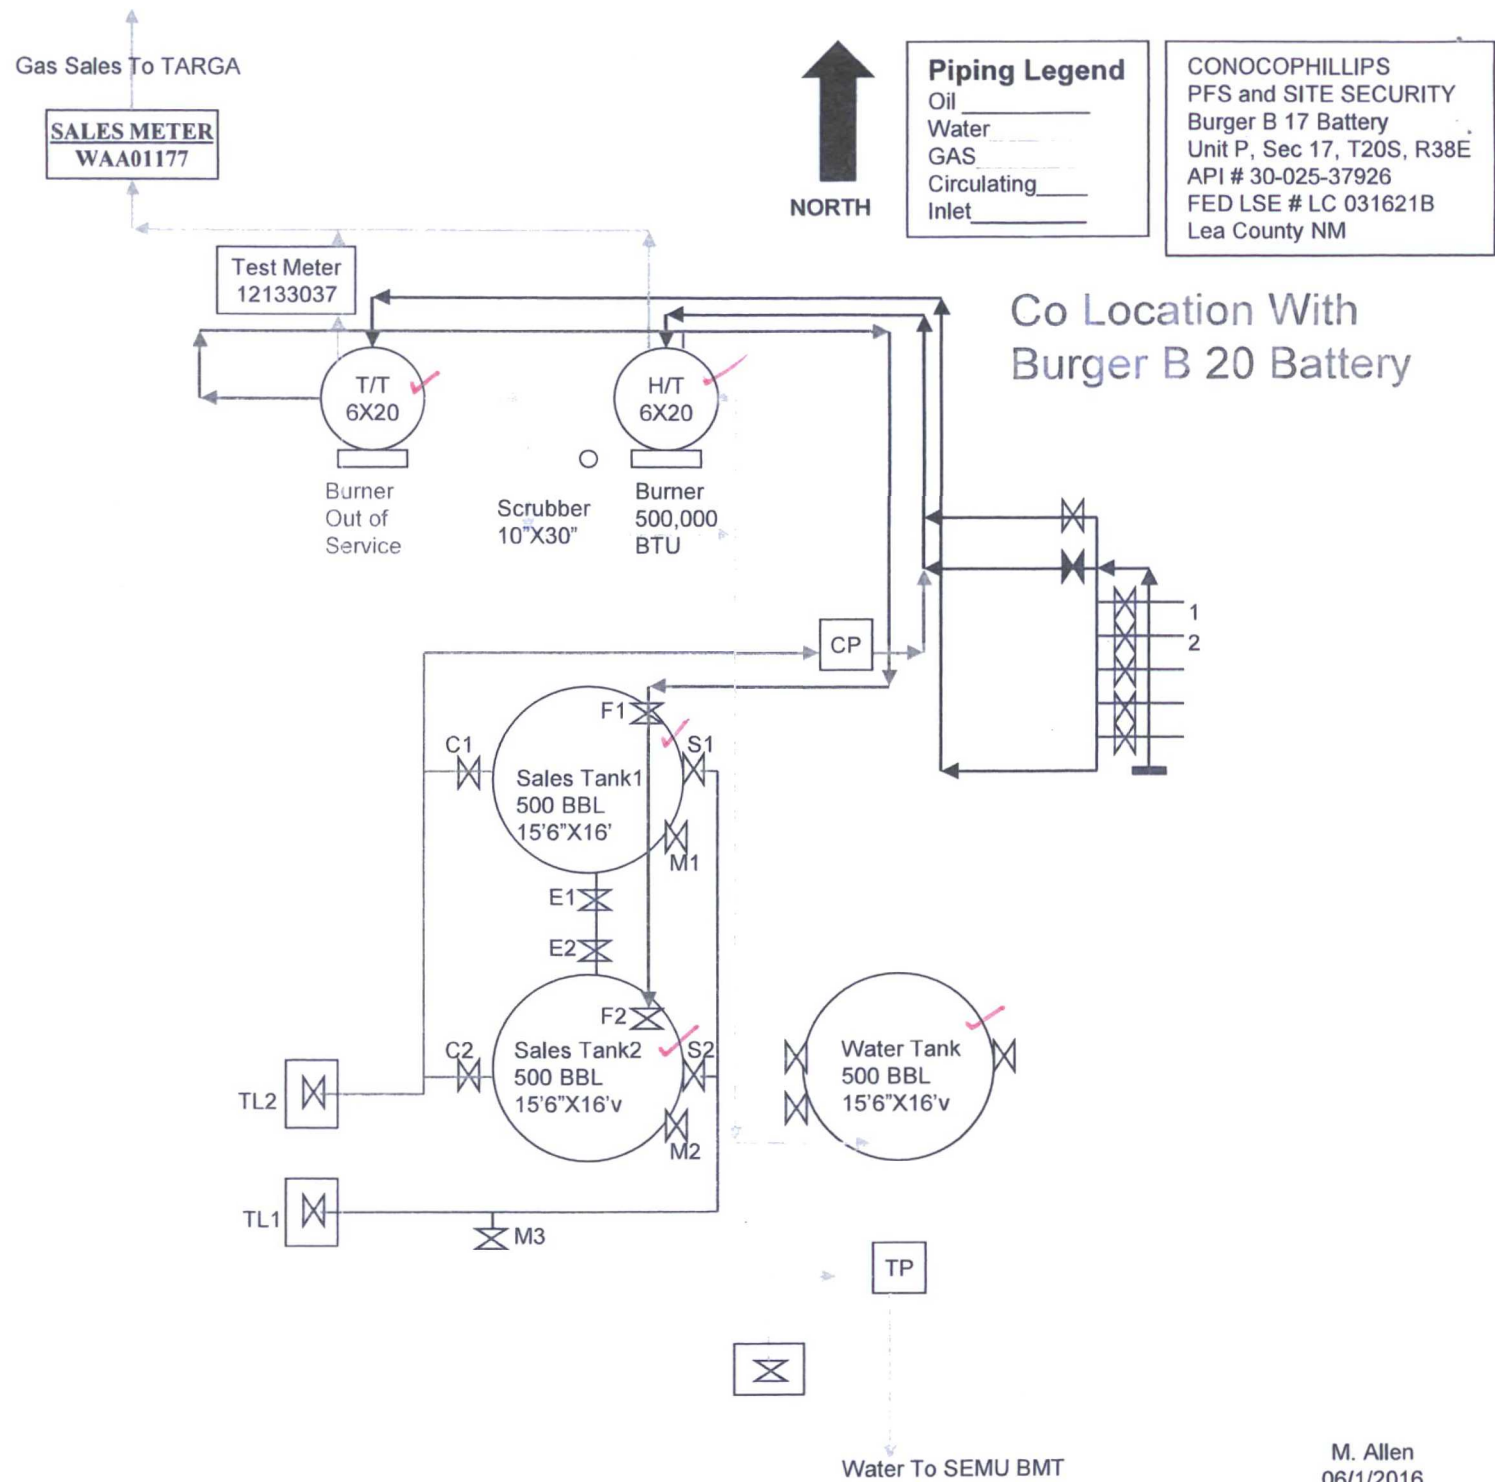 Gas Sales To TARGA
SALES METER
WAA01177
NORTH
Piping Legend
Oil
Water
GAS
Circulating
Inlet
CONOCOPHILLIPS
PFS and SITE SECURITY
Burger B 17 Battery
Unit P, Sec 17, T20S, R38E
API # 30-025-37926
FED LSE # LC 031621B
Lea County NM
Test Meter
12133037
Co Location With
Burger B 20 Battery
T/T
6X20
H/T
6X20
Burner
Out of
Service
Scrubber
10"X30"
Burner
500,000
BTU
1
2
CP
F1
C1
S1
Sales Tank1
500 BBL
15'6"X16'
M1
E1
E2
F2
C2
S2
Sales Tank2
500 BBL
15'6"X16'v
M2
Water Tank
500 BBL
15'6"X16'v
TL2
TL1
M3
TP
Water To SEMU BMT
M. Allen
06/1/2016